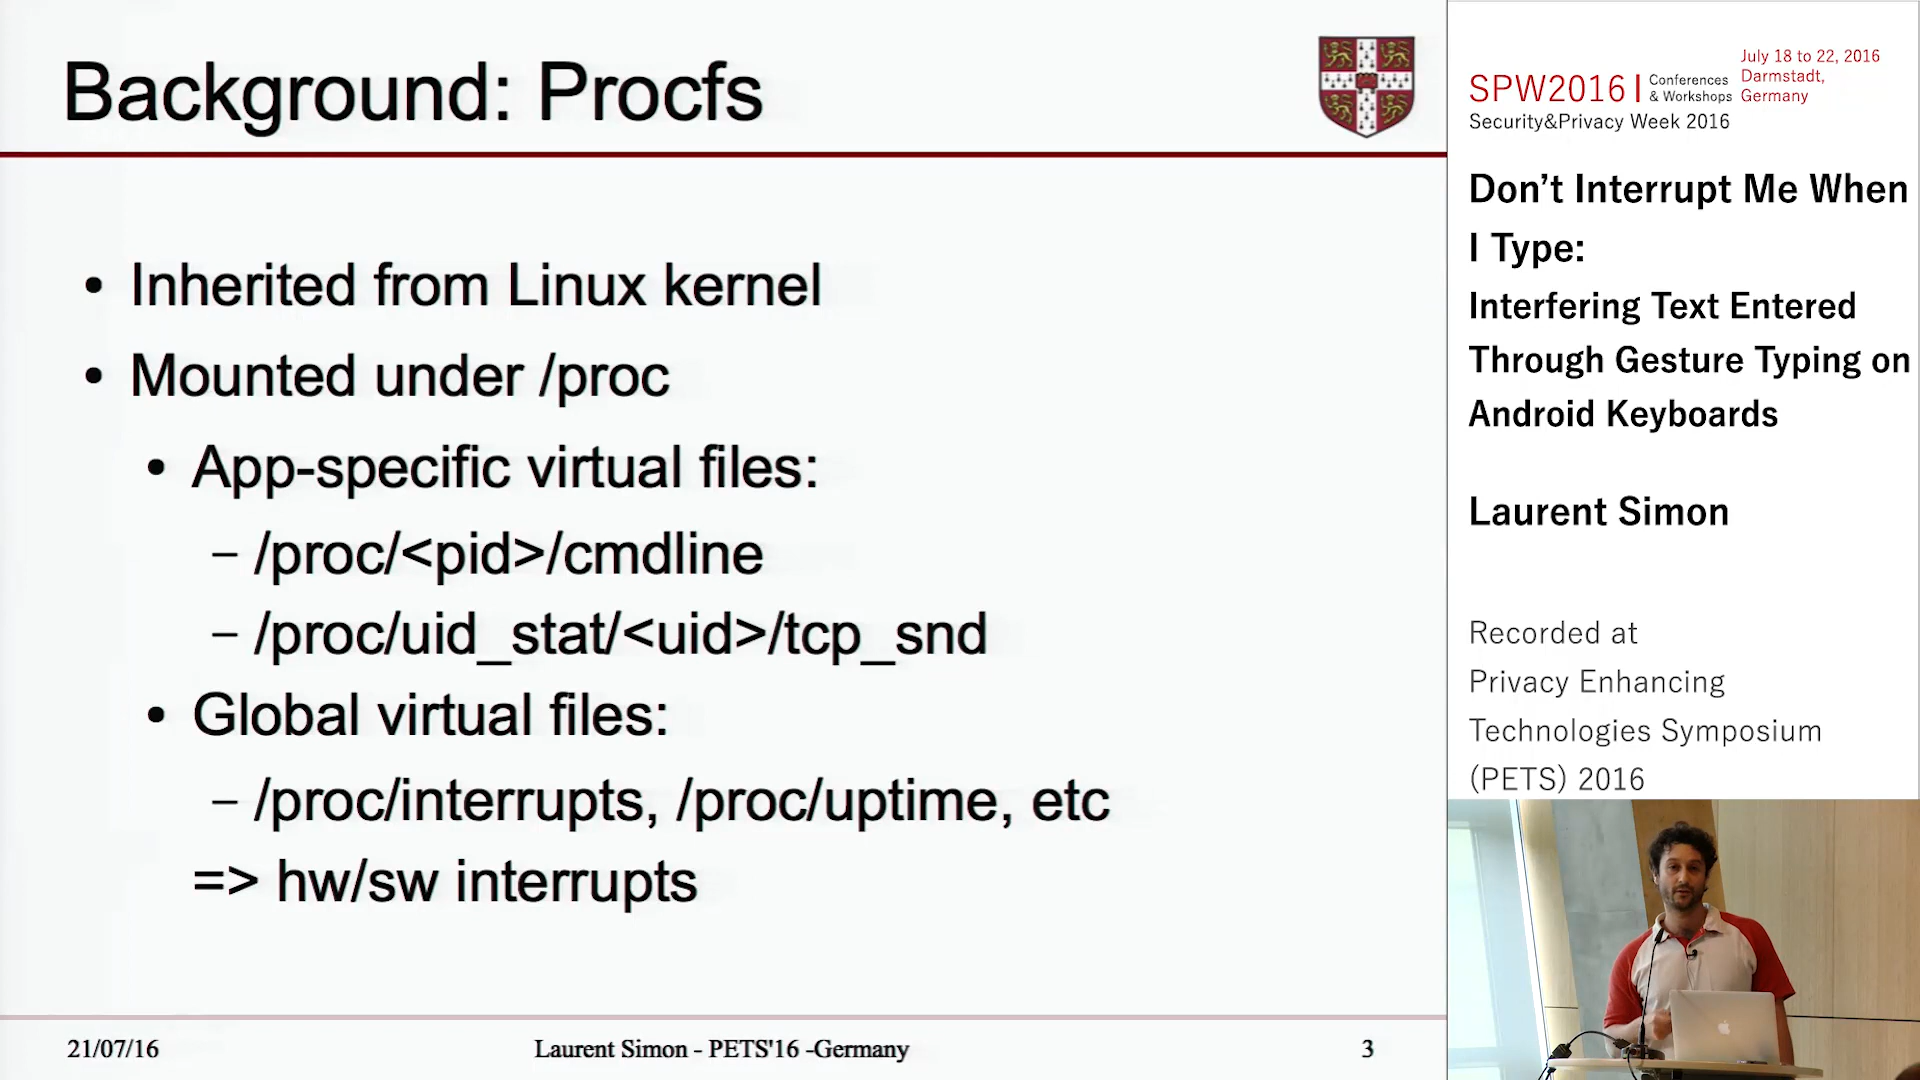 Background: Procfs
• Inherited from Linux kernel
• Mounted under /proc
• App-specific virtual files:
– /proc/<pid>/cmdline
– /proc/uid_stat/<uid>/tcp_snd
• Global virtual files:
– /proc/interrupts, /proc/uptime, etc
=> hw/sw interrupts
21/07/16
Laurent Simon - PETS'16 -Germany
3
SPW2016 | Conferences & Workshops
July 18 to 22, 2016
Darmstadt,
Germany
Security&Privacy Week 2016
Don’t Interrupt Me When
I Type:
Interfering Text Entered
Through Gesture Typing on
Android Keyboards
Laurent Simon
Recorded at
Privacy Enhancing
Technologies Symposium
(PETS) 2016